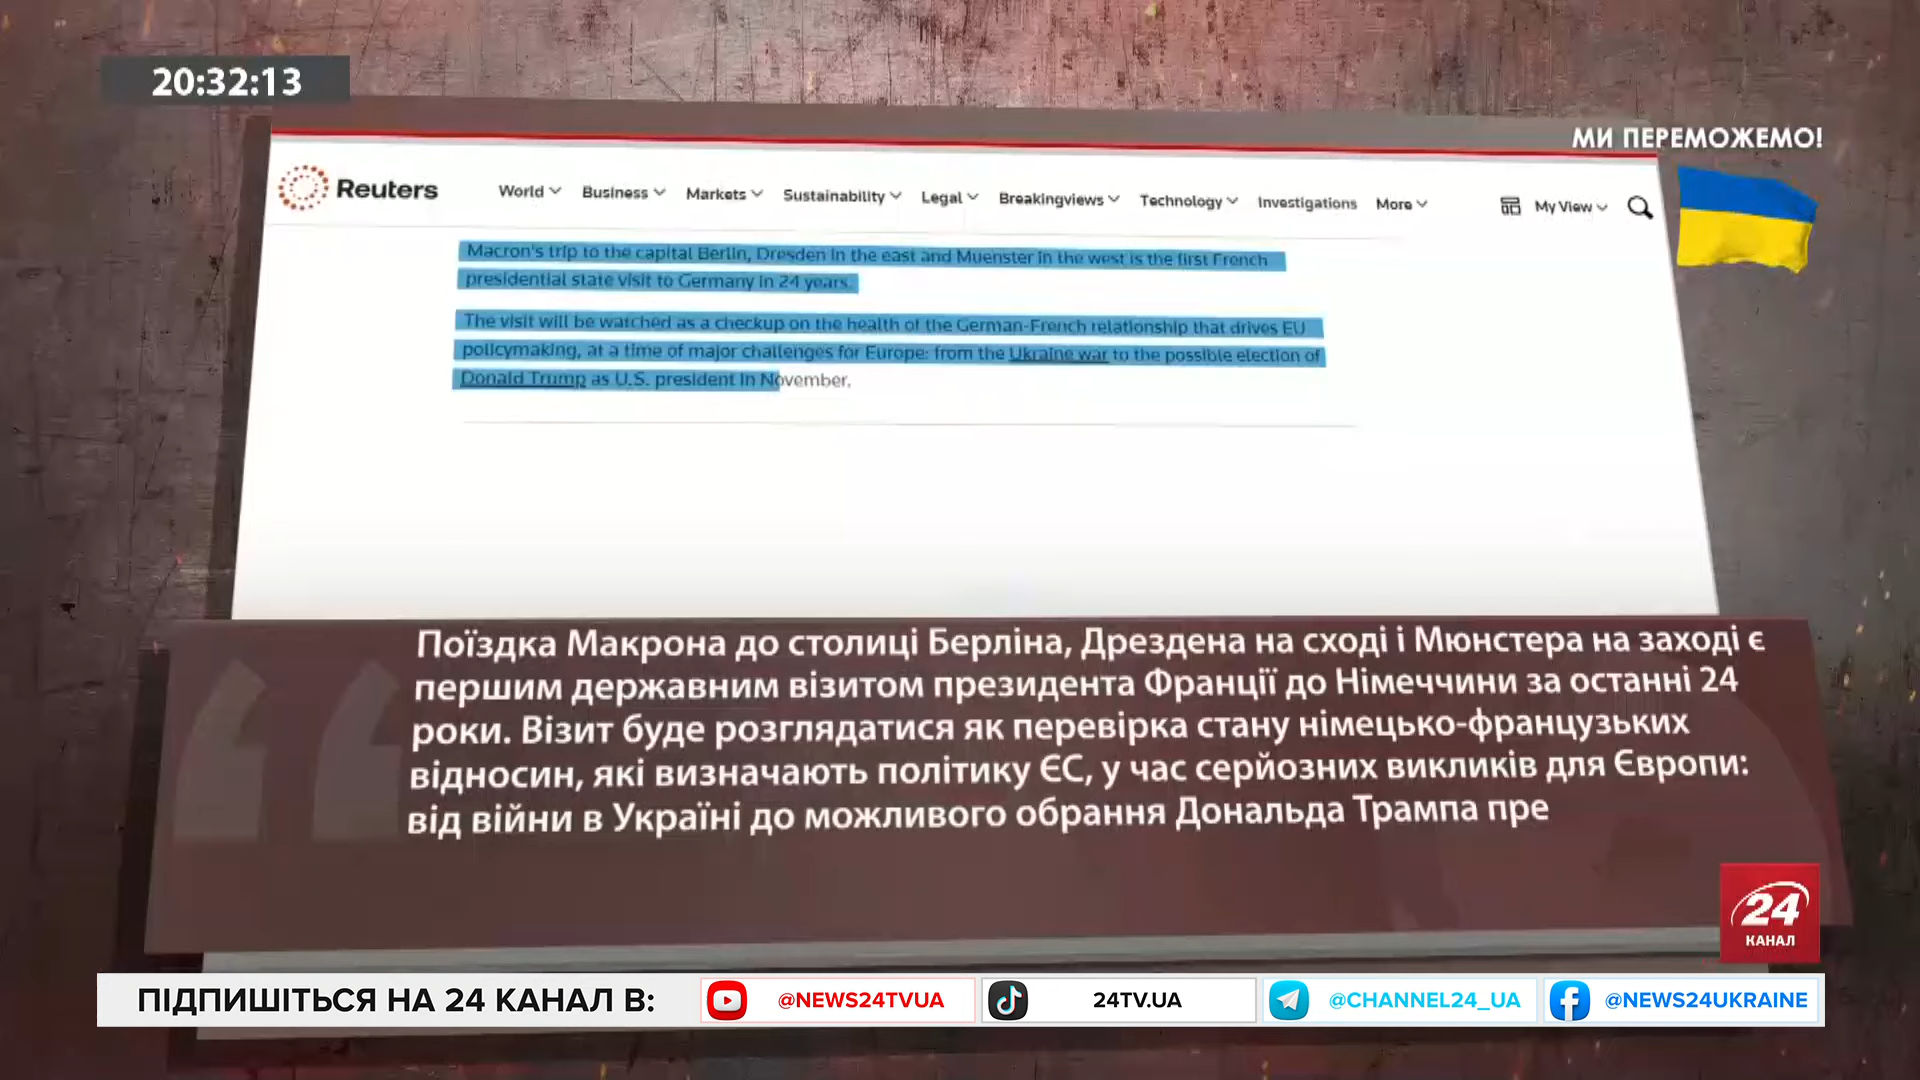 20:32:13
МИ ПЕРЕМОЖЕМО!
Reuters
World Business Markets Sustainability Legal Breakingviews Technology Investigations More My View
Macron's trip to the capital Berlin, Dresden in the east and Muenster in the west is the first French
presidential state visit to Germany in 24 years.
The visit will be watched as a checkup on the health of the German-French relationship that drives EU
policymaking, at a time of major challenges for Europe: from the Ukraine war to the possible election of
Donald Trump as U.S. president in November.
Поїздка Макрона до столиці Берліна, Дрездена на сході і Мюнстера на заході є
першим державним візитом президента Франції до Німеччини за останні 24
роки. Візит буде розглядатися як перевірка стану німецько-французьких
відносин, які визначають політику ЄС, у час серйозних викликів для Європи:
від війни в Україні до можливого обрання Дональда Трампа пре
24
КАНАЛ
ПІДПИШІТЬСЯ НА 24 КАНАЛ В: @NEWS24TVUA 24TV.UA @CHANNEL24_UA @NEWS24UKRAINE